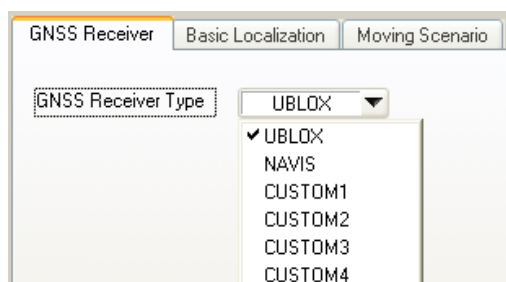 GNSS Receiver Basic Localization Moving Scenario
GNSS Receiver Type UBLOX
UBLOX
NAVIS
CUSTOM1
CUSTOM2
CUSTOM3
CUSTOM4